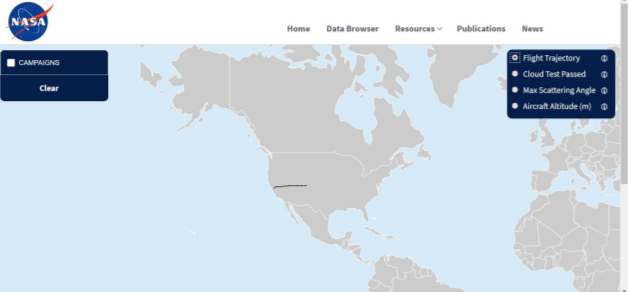 NASA
Home Data Browser Resources Publications News
CAMPAIGNS
Clear
Flight Trajectory
Cloud Test Passed
Max Scattering Angle
Aircraft Altitude (m)